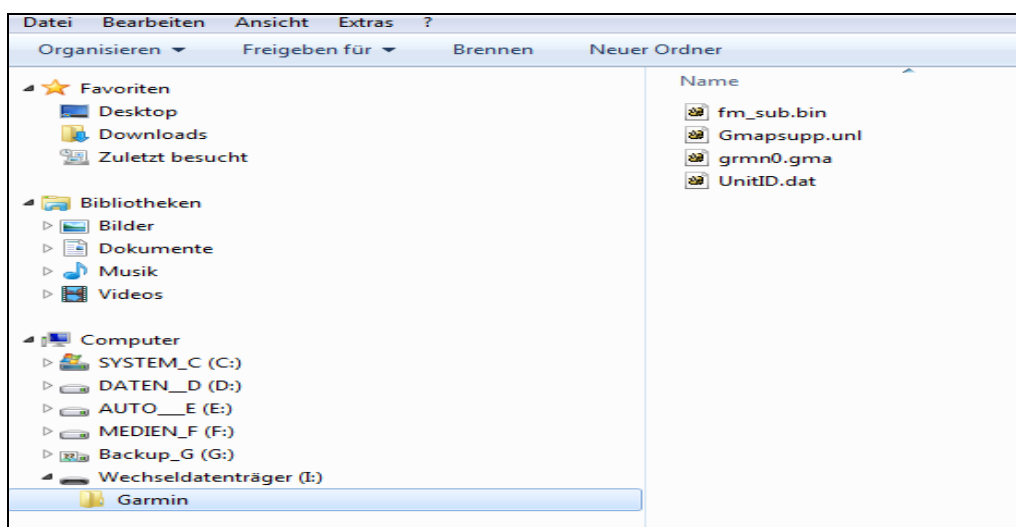 Datei Bearbeiten Ansicht Extras ?
Organisieren Freigeben für Brennen Neuer Ordner
Favoriten
Desktop
Downloads
Zuletzt besucht
Bibliotheken
Bilder
Dokumente
Musik
Videos
Computer
SYSTEM_C (C:)
DATEN__D (D:)
AUTO___E (E:)
MEDIEN_F (F:)
Backup_G (G:)
Wechseldatenträger (I:)
Garmin
Name
fm_sub.bin
Gmapsupp.unl
grmn0.gma
UnitID.dat